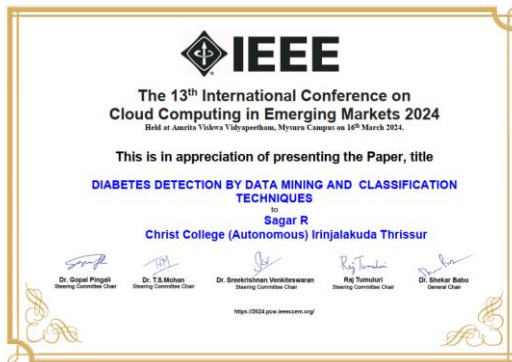 IEEE
The 13th International Conference on
Cloud Computing in Emerging Markets 2024
Held at Amrita Vishwa Vidyapeetham, Mysuru Campus on 16th March 2024.
This is in appreciation of presenting the Paper, title
DIABETES DETECTION BY DATA MINING AND CLASSIFICATION
TECHNIQUES
to
Sagar R
Christ College (Autonomous) Irinjalakuda Thrissur
Dr. Gopal Pingali Dr. T.S.Mohan Dr. Sreekrishnan Venkiteswaran Raj Tumuluri Dr. Shekar Babu
Steering Committee Chair Steering Committee Chair Steering Committee Chair Steering Committee Chair General Chair
https://2024.pcw.ieeeccem.org/